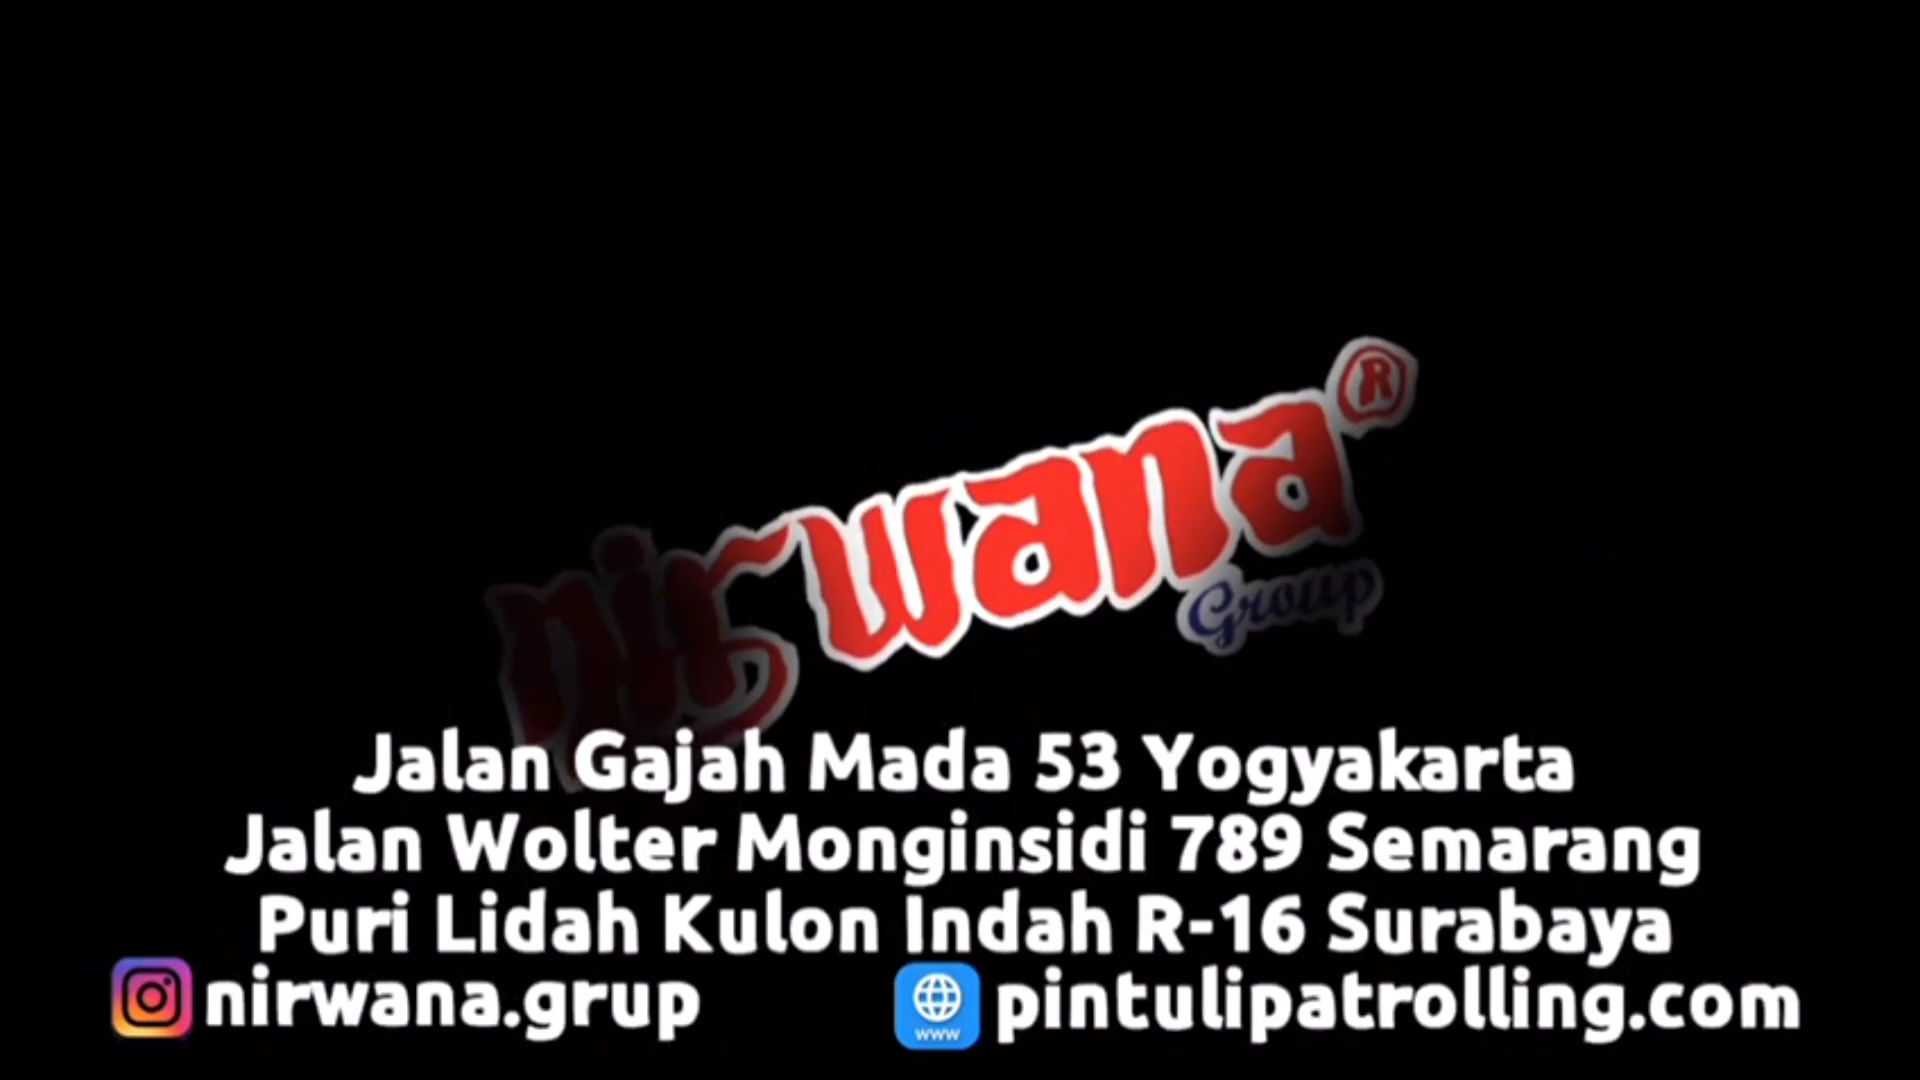 nirwana®
Group
Jalan Gajah Mada 53 Yogyakarta
Jalan Wolter Monginsidi 789 Semarang
Puri Lidah Kulon Indah R-16 Surabaya
nirwana.grup
www
pintulipatrolling.com